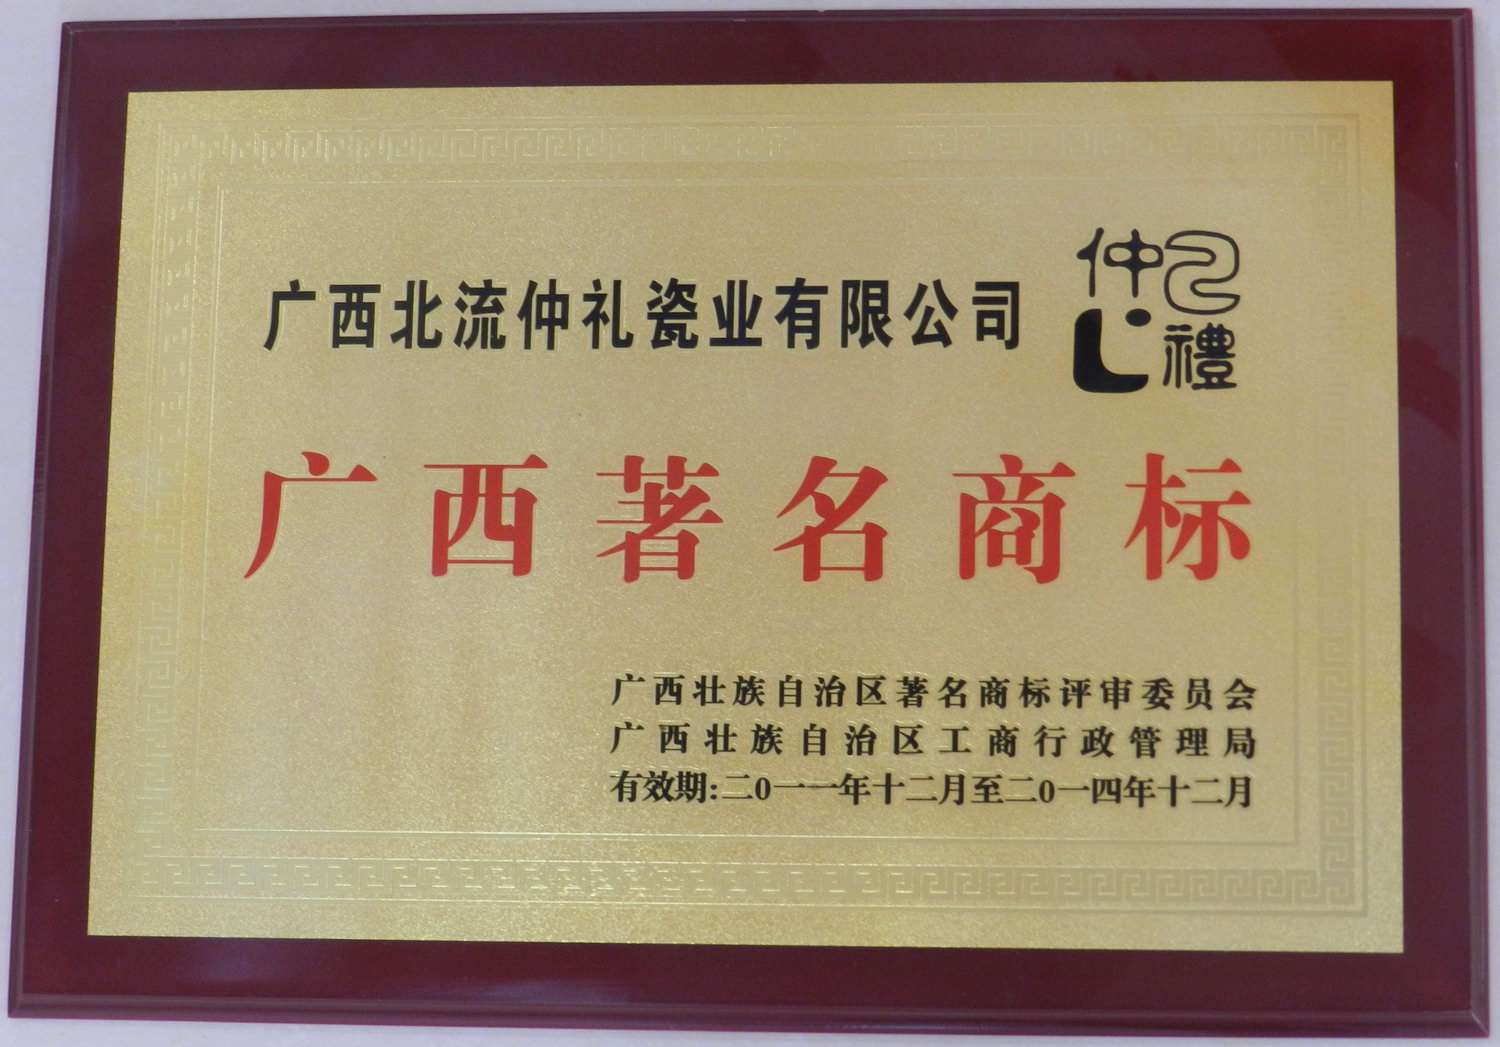 广西北流仲礼瓷业有限公司
仲礼禮
广西著名商标
广西壮族自治区著名商标评审委员会
广西壮族自治区工商行政管理局
有效期:二0一一年十二月至二0一四年十二月